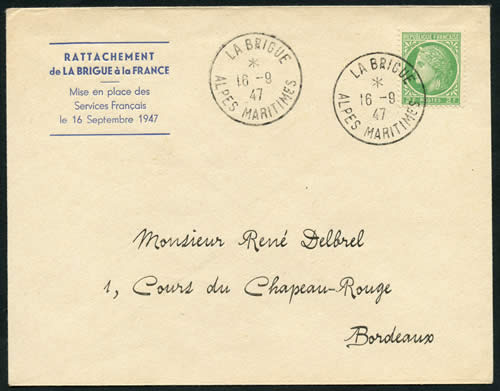 RATTACHEMENT
de LA BRIGUE à la FRANCE
Mise en place des
Services Français
le 16 Septembre 1947
LA BRIGUE
*
16 -9
47
ALPES MARITIMES
LA BRIGUE
*
16 -9
47
ALPES MARITIMES
REPUBLIQUE FRANÇAISE
POSTES 2F
Monsieur René Delbrel
1, Cours du Chapeau-Rouge
Bordeaux